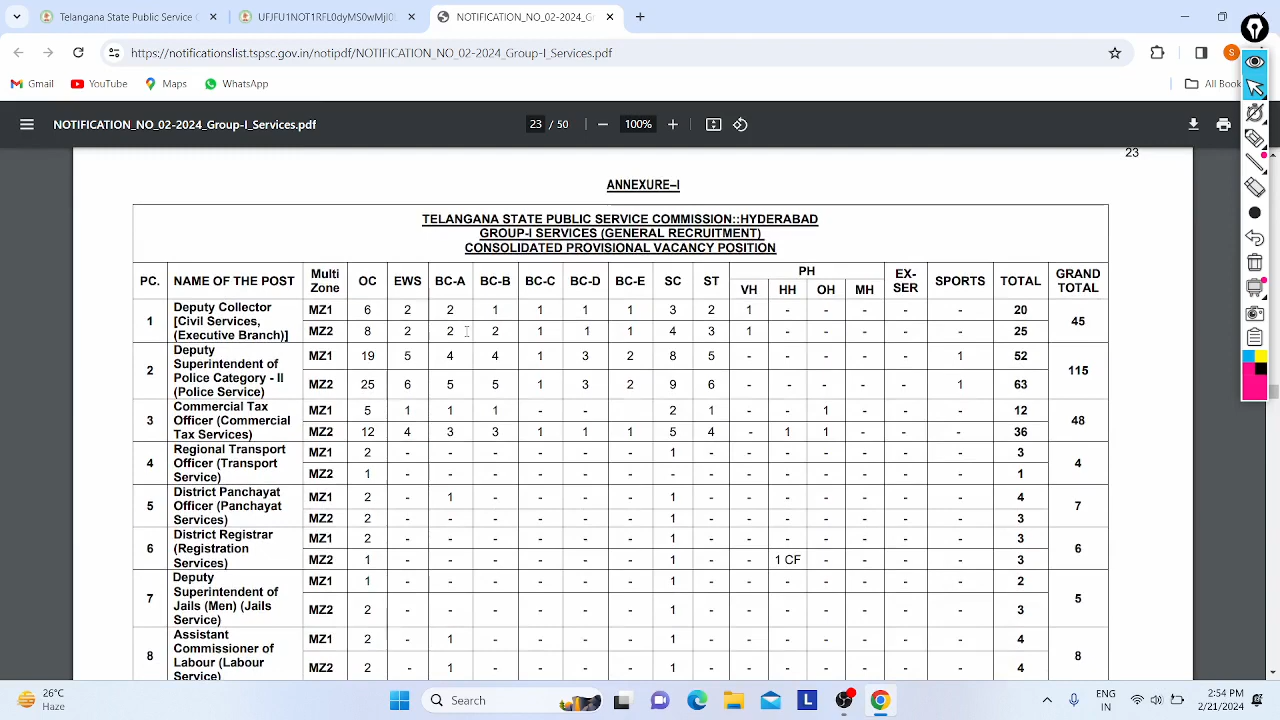 Telangana State Public Service C
UFJFU1NOT1RFL0dyMS0wMjI0
NOTIFICATION_NO_02-2024_G
https://notificationslist.tspsc.gov.in/notipdf/NOTIFICATION_NO_02-2024_Group-IServices.pdf
S
Gmail YouTube Maps WhatsApp All Book
NOTIFICATION_NO_02-2024_Group-I_Services.pdf 23 / 50 100%
23
ANNEXURE–I
TELANGANA STATE PUBLIC SERVICE COMMISSION::HYDERABAD
GROUP-I SERVICES (GENERAL RECRUITMENT)
CONSOLIDATED PROVISIONAL VACANCY POSITION
PC. NAME OF THE POST Multi Zone OC EWS BC-A BC-B BC-C BC-D BC-E SC ST PH EX-SER SPORTS TOTAL GRAND TOTAL
VH HH OH MH
1 Deputy Collector [Civil Services, (Executive Branch)] 45
MZ1 6 2 2 1 1 1 1 3 2 1 - - - - - 20
MZ2 8 2 2 2 1 1 4 3 1 - - - - - 25
2 Deputy Superintendent of Police Category - II (Police Service) 115
MZ1 19 5 4 4 3 2 8 5 - - - - - 1 52
MZ2 25 6 5 5 3 2 9 6 - - - - - 1 63
3 Commercial Tax Officer (Commercial Tax Services) 48
MZ1 5 1 1 1 - - - 2 1 - - 1 - - - 12
MZ2 12 4 3 3 1 1 1 5 4 - 1 1 - - - 36
4 Regional Transport Officer (Transport Service) 4
MZ1 2 - - - - - - 1 - - - - - - - 3
MZ2 1 - - - - - - - - - - - - - - 1
5 District Panchayat Officer (Panchayat Services) 7
MZ1 2 - 1 - - - - 1 - - - - - - - 4
MZ2 2 - - - - - - 1 - - - - - - - 3
6 District Registrar (Registration Services) 6
MZ1 2 - - - - - - 1 - - - - - - - 3
MZ2 1 - - - - - - 1 - - 1 CF - - - - 3
7 Deputy Superintendent of Jails (Men) (Jails Service) 5
MZ1 1 - - - - - - 1 - - - - - - - 2
MZ2 2 - - - - - - 1 - - - - - - - 3
8 Assistant Commissioner of Labour (Labour Service) 8
MZ1 2 - 1 - - - - 1 - - - - - - - 4
MZ2 2 - 1 - - - - 1 - - - - - - - 4
26°C
Haze
Search
L
ENG
IN
2:54 PM
2/21/2024